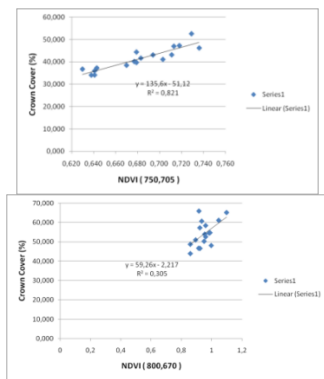 60,000
50,000
40,000
30,000
20,000
10,000
0,000
Crown Cover (%)
y = 135,6x - 51,12
R² = 0,821
Series1
Linear (Series1)
0,620 0,640 0,660 0,680 0,700 0,720 0,740 0,760
NDVI (750,705)
70,000
60,000
50,000
40,000
30,000
20,000
10,000
0,000
Crown Cover (%)
y = 59,26x - 2,217
R² = 0,305
Series1
Linear (Series1)
0 0,2 0,4 0,6 0,8 1 1,2
NDVI ( 800,670)